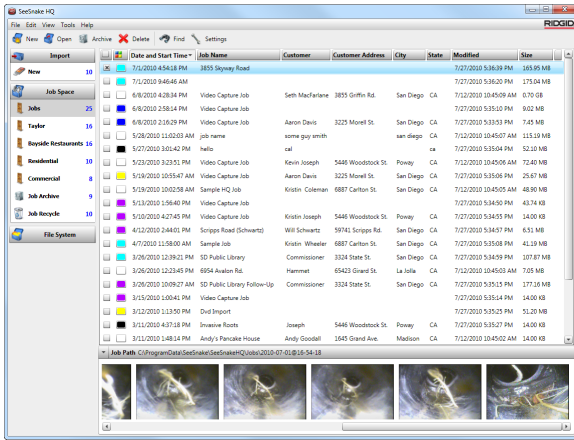 SeeSnake HQ
File Edit View Tools Help
RIDGID
New Open Archive Delete Find Settings
Import
New 10
Job Space
Jobs 25
Taylor 16
Bayside Restaurants 16
Residential 10
Commercial 8
Job Archive 9
Job Recycle 10
File System
Date and Start Time Job Name Customer Customer Address City State Modified Size
7/1/2010 4:54:18 PM 3855 Skyway Road 7/27/2010 5:36:39 PM 165.95 MB
7/1/2010 9:46:46 AM 7/27/2010 5:36:20 PM 175.04 MB
6/8/2010 4:28:34 PM Video Capture Job Seth MacFarlane 3855 Griffin Rd. San Diego CA 7/12/2010 10:45:09 AM 0.70 GB
6/8/2010 2:58:14 PM Video Capture Job 7/27/2010 5:35:10 PM 9.02 MB
6/8/2010 2:16:29 PM Video Capture Job Aaron Davis 3225 Morell St. San Diego CA 7/27/2010 5:33:53 PM 7.45 MB
5/28/2010 11:02:03 AM job name some guy smith san diego CA 7/12/2010 10:45:07 AM 115.19 MB
5/27/2010 3:01:42 PM hello cal ca 7/27/2010 5:35:04 PM 52.10 MB
5/23/2010 3:23:51 PM Video Capture Job Kevin Joseph 5446 Woodstock St. Poway CA 7/12/2010 10:45:06 AM 72.40 MB
5/19/2010 10:55:47 AM Video Capture Job Aaron Davis 3225 Morell St. San Diego CA 7/27/2010 5:35:06 PM 25.67 MB
5/19/2010 10:02:58 AM Sample HQ Job Kristin Coleman 6887 Carlton St. San Diego CA 7/12/2010 10:45:05 AM 48.90 MB
5/13/2010 1:56:40 PM Video Capture Job 7/27/2010 5:34:50 PM 43.74 KB
5/10/2010 4:27:45 PM Video Capture Job Kristin Joseph 5446 Woodstock St. Poway CA 7/27/2010 5:34:55 PM 14.00 KB
4/12/2010 2:44:01 PM Scripps Road (Schwartz) Will Schwartz 59741 Scripps Rd. San Diego CA 7/27/2010 5:34:57 PM 6.51 MB
4/7/2010 11:58:00 AM Sample Job Kristin Wheeler 6887 Carlton St. San Diego CA 7/27/2010 5:35:08 PM 41.19 MB
3/26/2010 12:39:21 PM SD Public Library Commissioner 3324 State St. San Diego CA 7/27/2010 5:34:59 PM 107.87 MB
3/26/2010 12:23:45 PM 6954 Avalon Rd. Hammet 65423 Girard St. La Jolla CA 7/12/2010 10:45:03 AM 7.05 MB
3/26/2010 10:09:27 AM SD Public Library Follow-Up Commissioner 3324 State St. San Diego CA 7/27/2010 5:35:15 PM 177.16 MB
3/15/2010 1:00:41 PM Video Capture Job 7/27/2010 5:35:14 PM 14.00 KB
3/12/2010 1:13:50 PM Dvd Import 7/27/2010 5:35:25 PM 51.20 MB
3/11/2010 4:37:18 PM Invasive Roots Joseph 5446 Woodstock St. Poway CA 7/27/2010 5:35:27 PM 14.00 KB
3/11/2010 1:48:14 PM Andy's Pancake House Andy Goodall 1645 Grand Ave. Madison CA 7/12/2010 10:45:02 AM 14.00 KB
Job Path C:\ProgramData\SeeSnake\SeeSnakeHQ\Jobs\2010-07-01@16-54-18